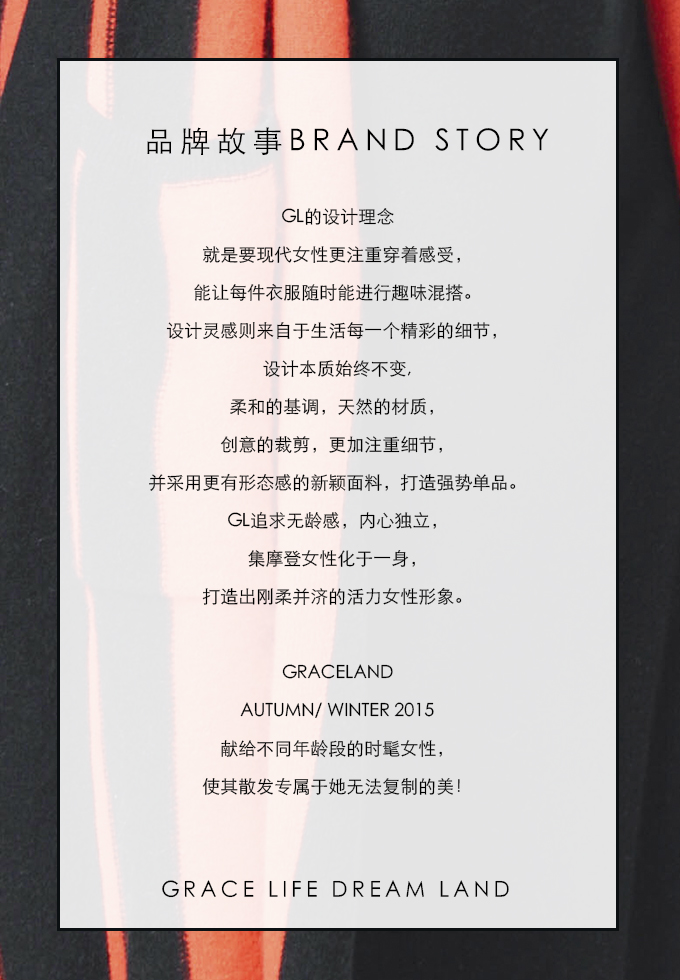 品牌故事BRAND STORY
GL的设计理念
就是要现代女性更注重穿着感受，
能让每件衣服随时能进行趣味混搭。
设计灵感则来自于生活每一个精彩的细节，
设计本质始终不变,
柔和的基调，天然的材质，
创意的裁剪，更加注重细节，
并采用更有形态感的新颖面料，打造强势单品。
GL追求无龄感，内心独立，
集摩登女性化于一身，
打造出刚柔并济的活力女性形象。
GRACELAND
AUTUMN/ WINTER 2015
献给不同年龄段的时髦女性，
使其散发专属于她无法复制的美！
GRACE LIFE DREAM LAND